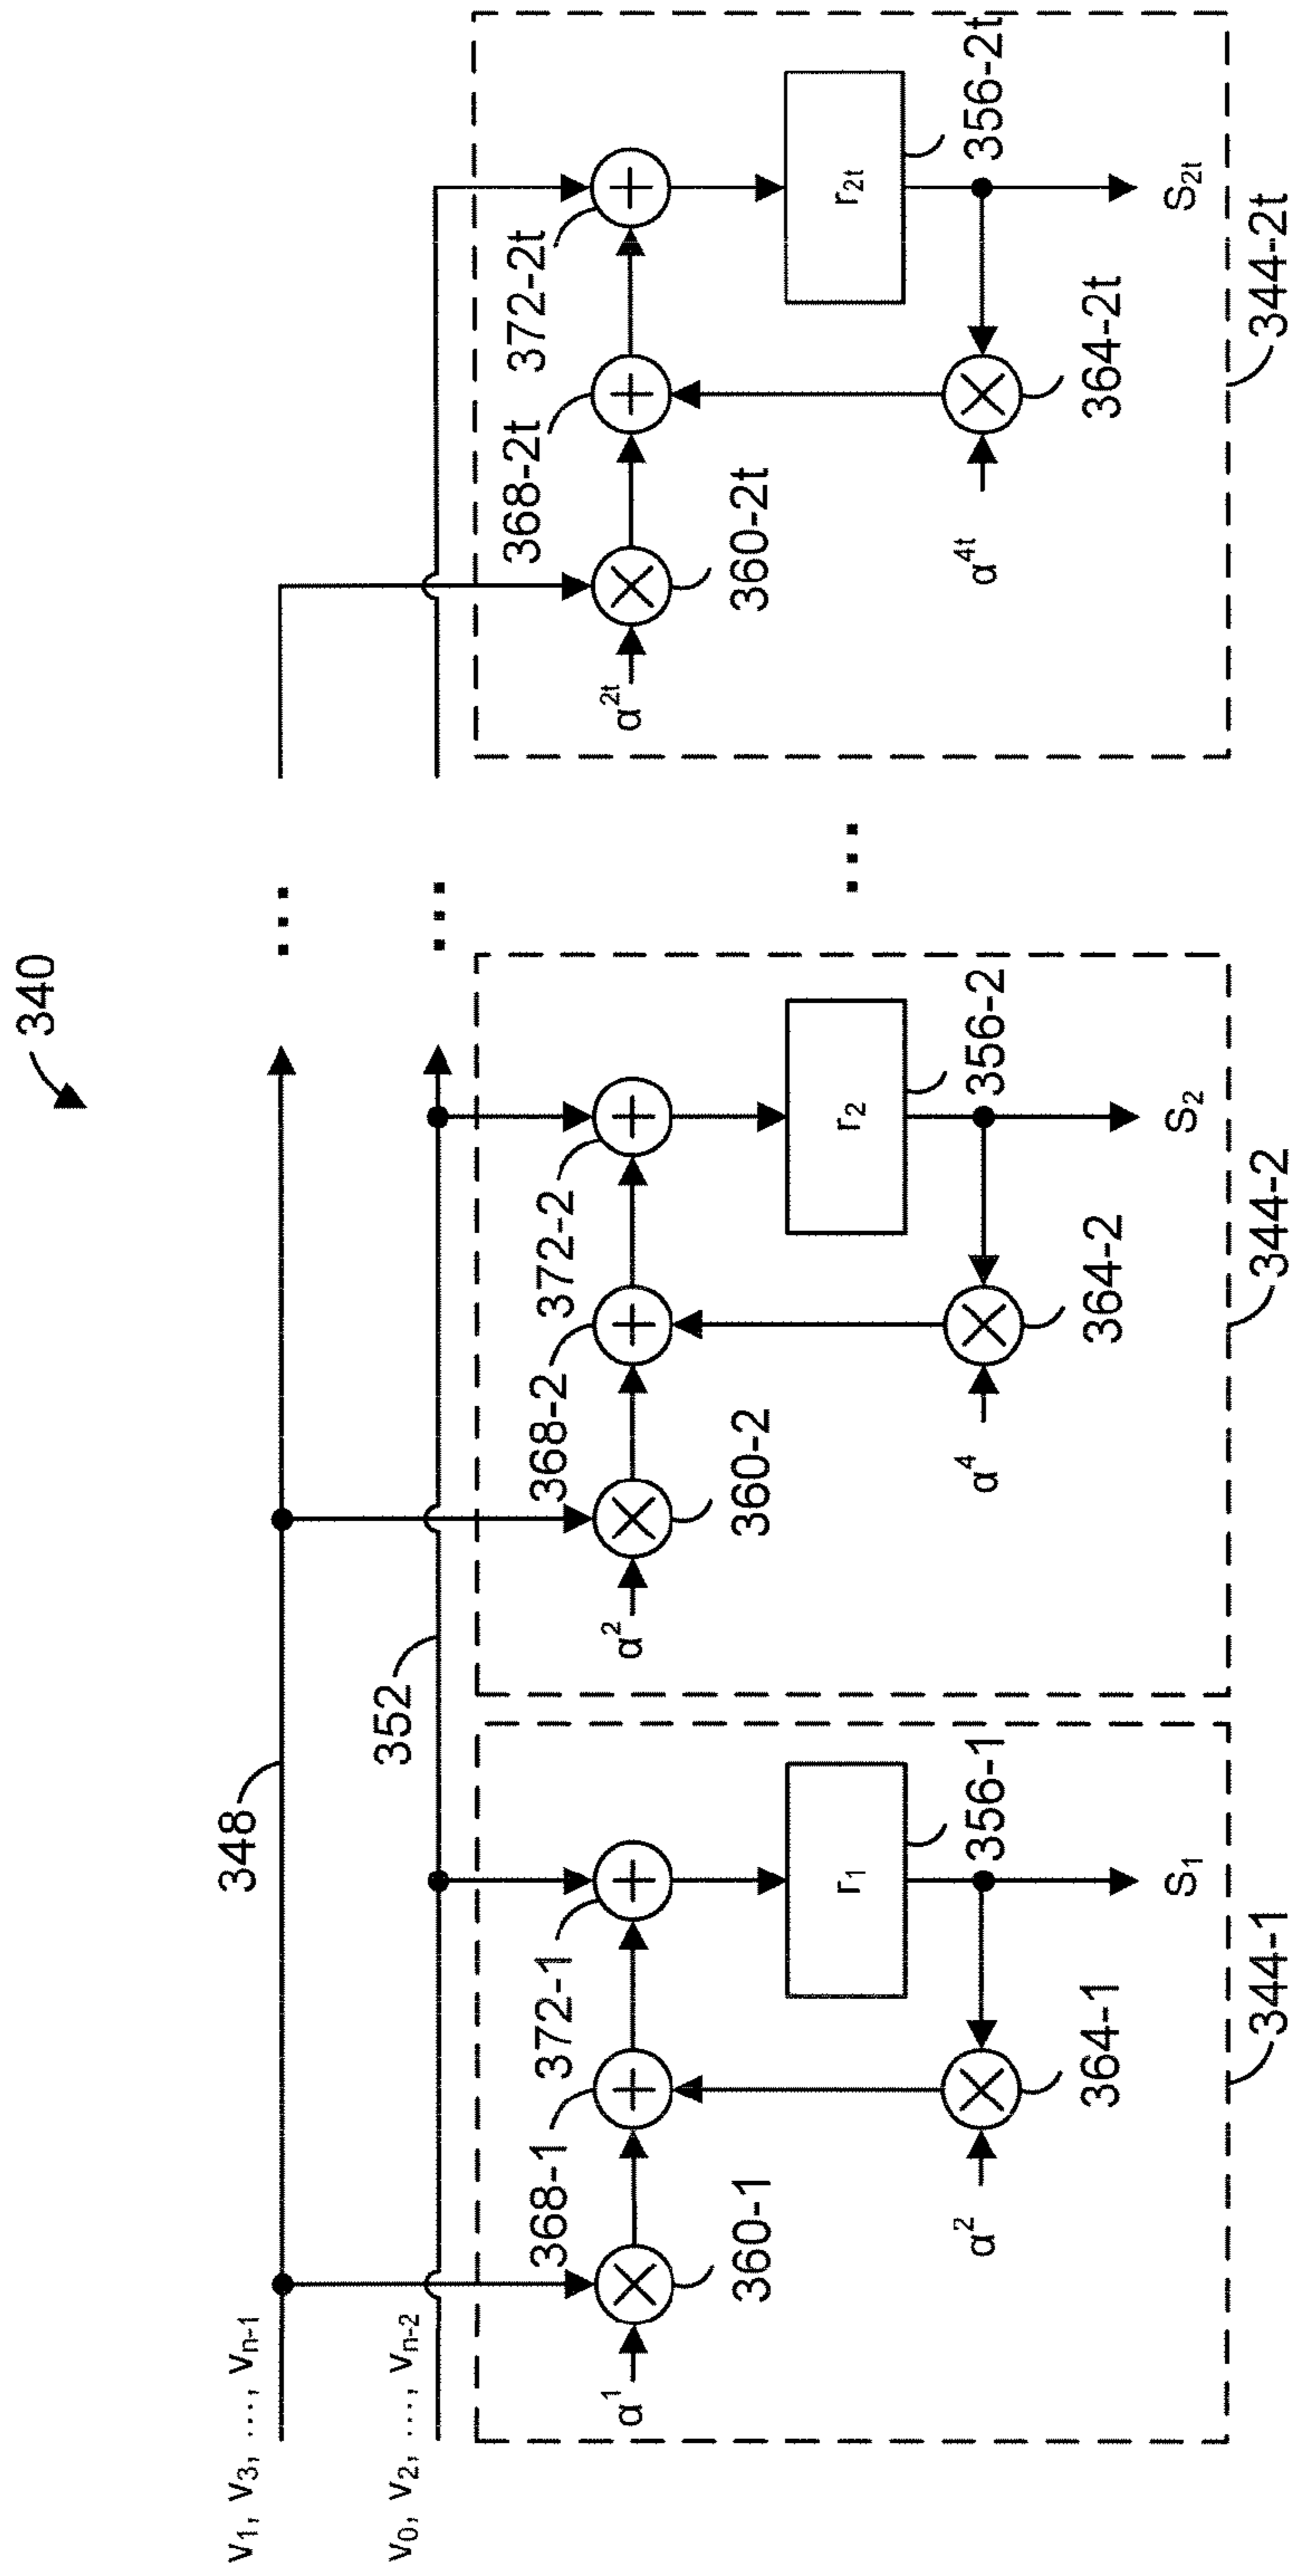 340
v₁, v₃, ..., vₙ₋₁
348
v₀, v₂, ..., vₙ₋₂
352
368-1
372-1
α¹
360-1
r₁
356-1
α²
364-1
S₁
344-1
368-2
372-2
α²
360-2
r₂
356-2
α⁴
364-2
S₂
344-2
...
...
...
368-2t
372-2t
α²ᵗ
360-2t
r₂ₜ
356-2t
α⁴ᵗ
364-2t
S₂ₜ
344-2t